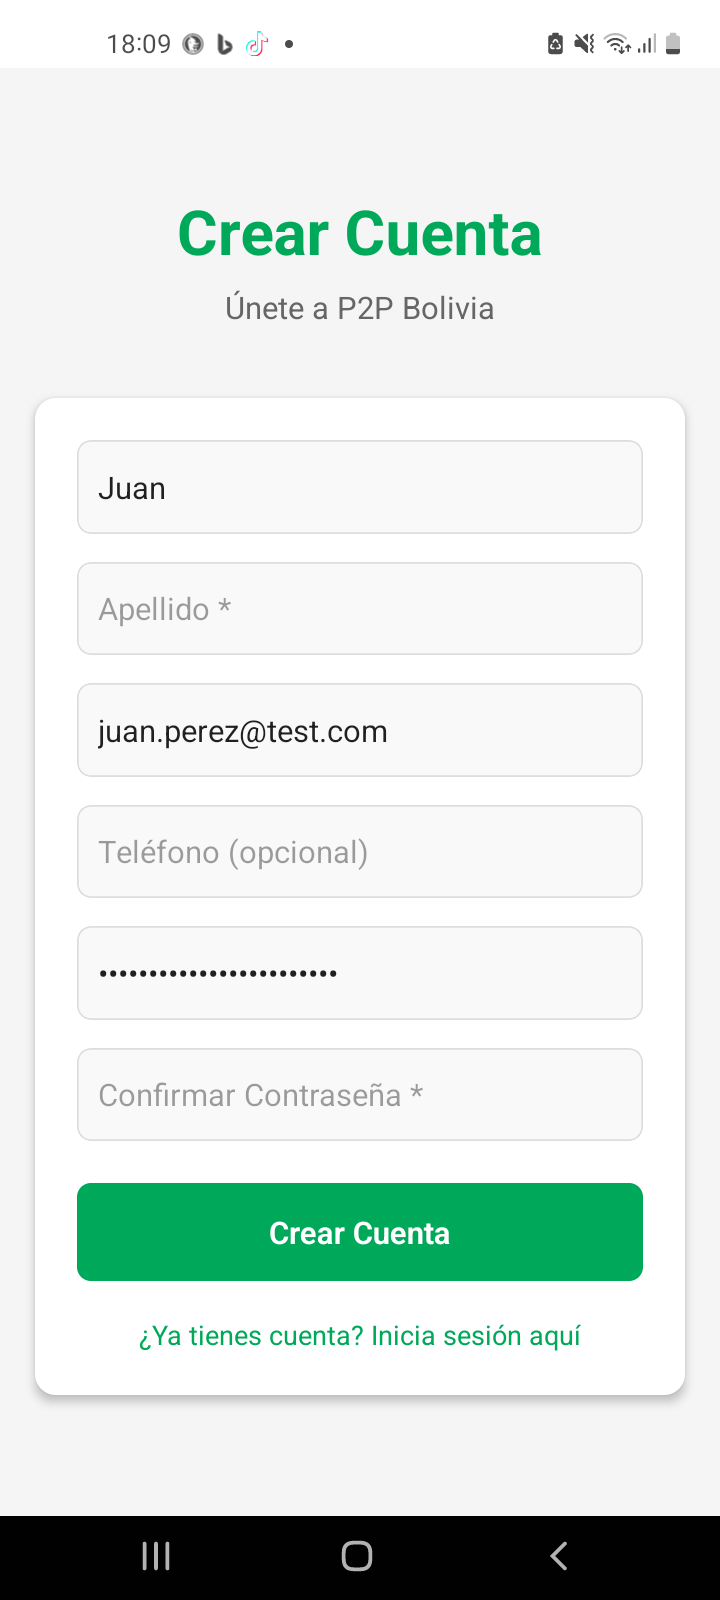 18:09
Crear Cuenta
Únete a P2P Bolivia
Juan
Apellido *
juan.perez@test.com
Teléfono (opcional)
••••••••••••••••••••••••
Confirmar Contraseña *
Crear Cuenta
¿Ya tienes cuenta? Inicia sesión aquí